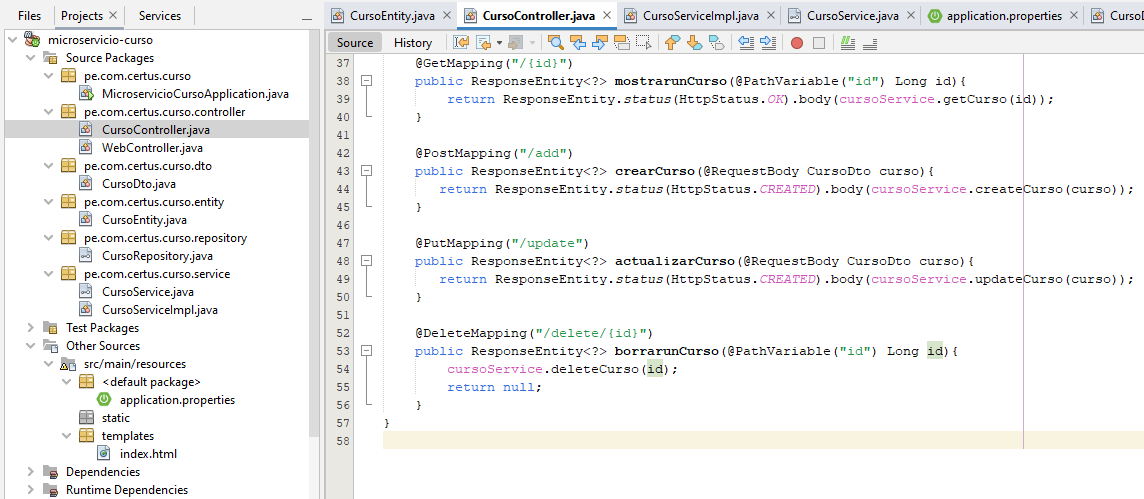 Files
Projects
Services
microservicio-curso
Source Packages
pe.com.certus.curso
MicroservicioCursoApplication.java
pe.com.certus.curso.controller
CursoController.java
WebController.java
pe.com.certus.curso.dto
CursoDto.java
pe.com.certus.curso.entity
CursoEntity.java
pe.com.certus.curso.repository
CursoRepository.java
pe.com.certus.curso.service
CursoService.java
CursoServiceImpl.java
Test Packages
Other Sources
src/main/resources
<default package>
application.properties
static
templates
index.html
Dependencies
Runtime Dependencies
CursoEntity.java
CursoController.java
CursoServiceImpl.java
CursoService.java
application.properties
Source
History
37 @GetMapping("/{id}")
38 public ResponseEntity<?> mostrarunCurso(@PathVariable("id") Long id){
39 return ResponseEntity.status(HttpStatus.OK).body(cursoService.getCurso(id));
40 }
41
42 @PostMapping("/add")
43 public ResponseEntity<?> crearCurso(@RequestBody CursoDto curso){
44 return ResponseEntity.status(HttpStatus.CREATED).body(cursoService.createCurso(curso));
45 }
46
47 @PutMapping("/update")
48 public ResponseEntity<?> actualizarCurso(@RequestBody CursoDto curso){
49 return ResponseEntity.status(HttpStatus.CREATED).body(cursoService.updateCurso(curso));
50 }
51
52 @DeleteMapping("/delete/{id}")
53 public ResponseEntity<?> borrarunCurso(@PathVariable("id") Long id){
54 cursoService.deleteCurso(id);
55 return null;
56 }
57 }
58